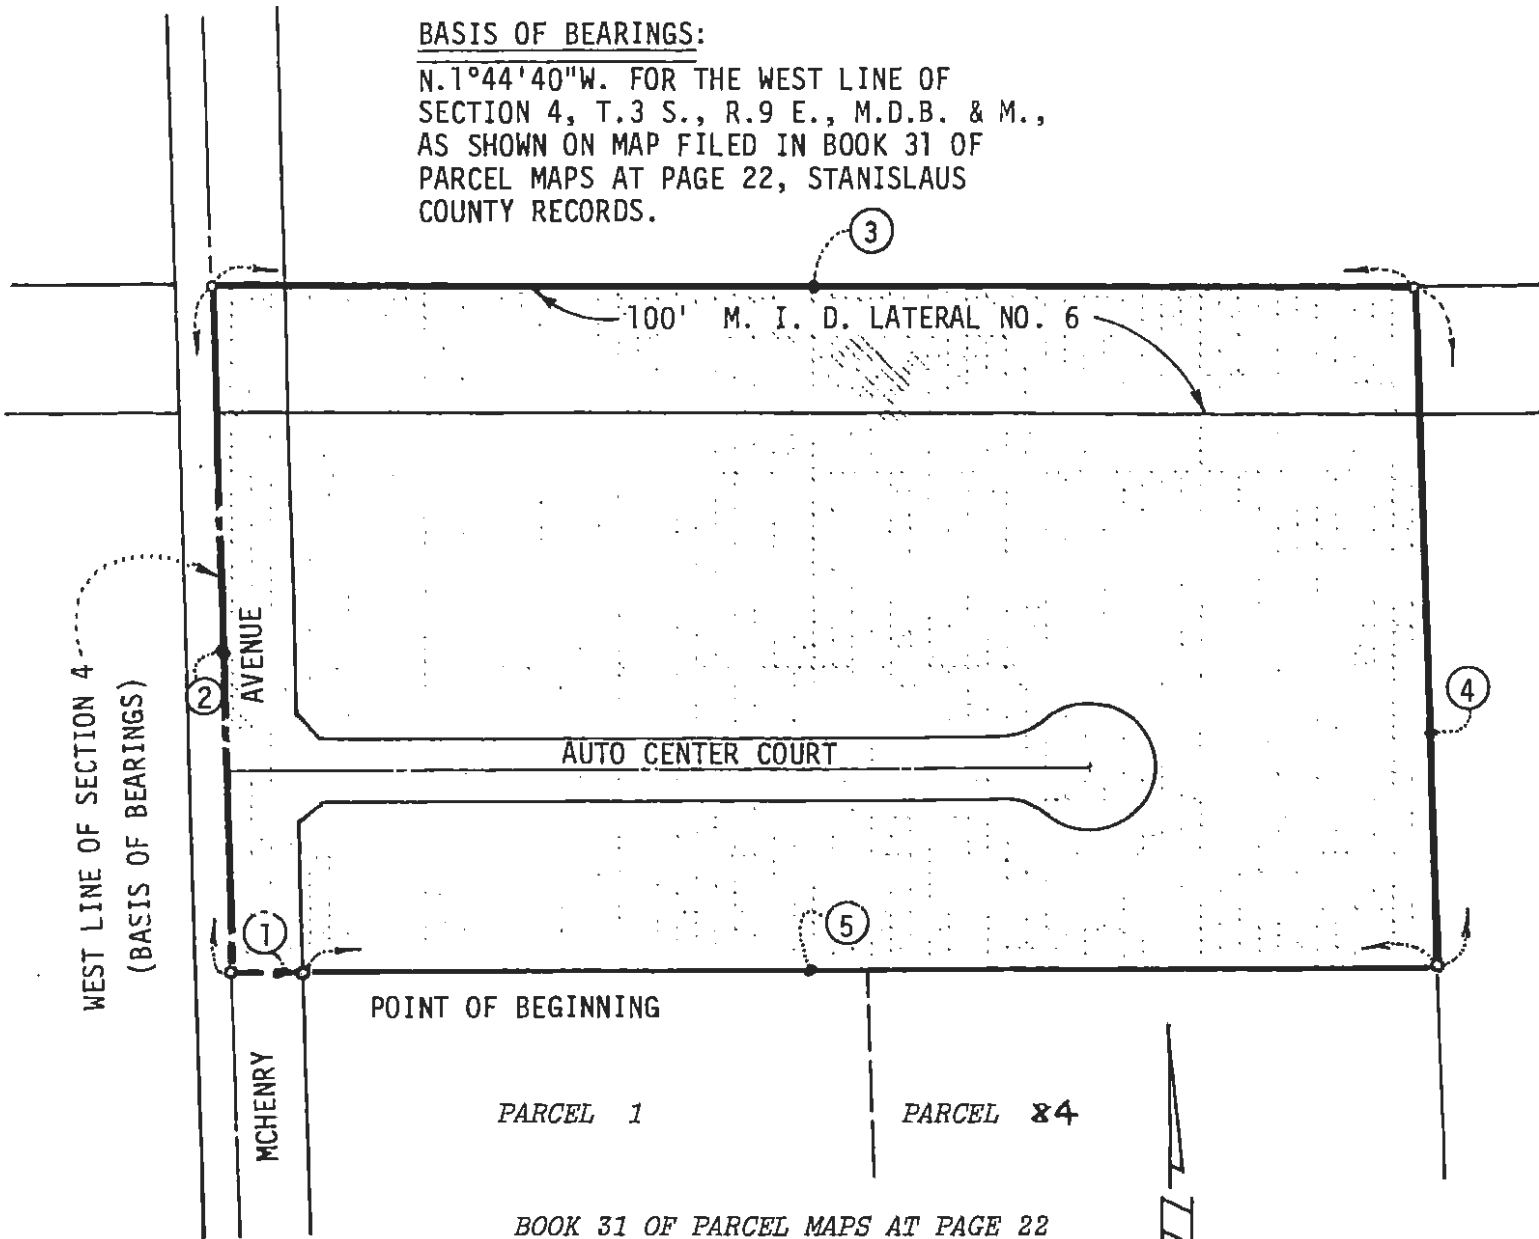 BASIS OF BEARINGS:
N.1°44'40"W. FOR THE WEST LINE OF
SECTION 4, T.3 S., R.9 E., M.D.B. & M.,
AS SHOWN ON MAP FILED IN BOOK 31 OF
PARCEL MAPS AT PAGE 22, STANISLAUS
COUNTY RECORDS.
3
100' M. I. D. LATERAL NO. 6
WEST LINE OF SECTION 4
(BASIS OF BEARINGS)
2
AVENUE
4
AUTO CENTER COURT
1
5
POINT OF BEGINNING
MCHENRY
PARCEL 1
PARCEL 4
BOOK 31 OF PARCEL MAPS AT PAGE 22